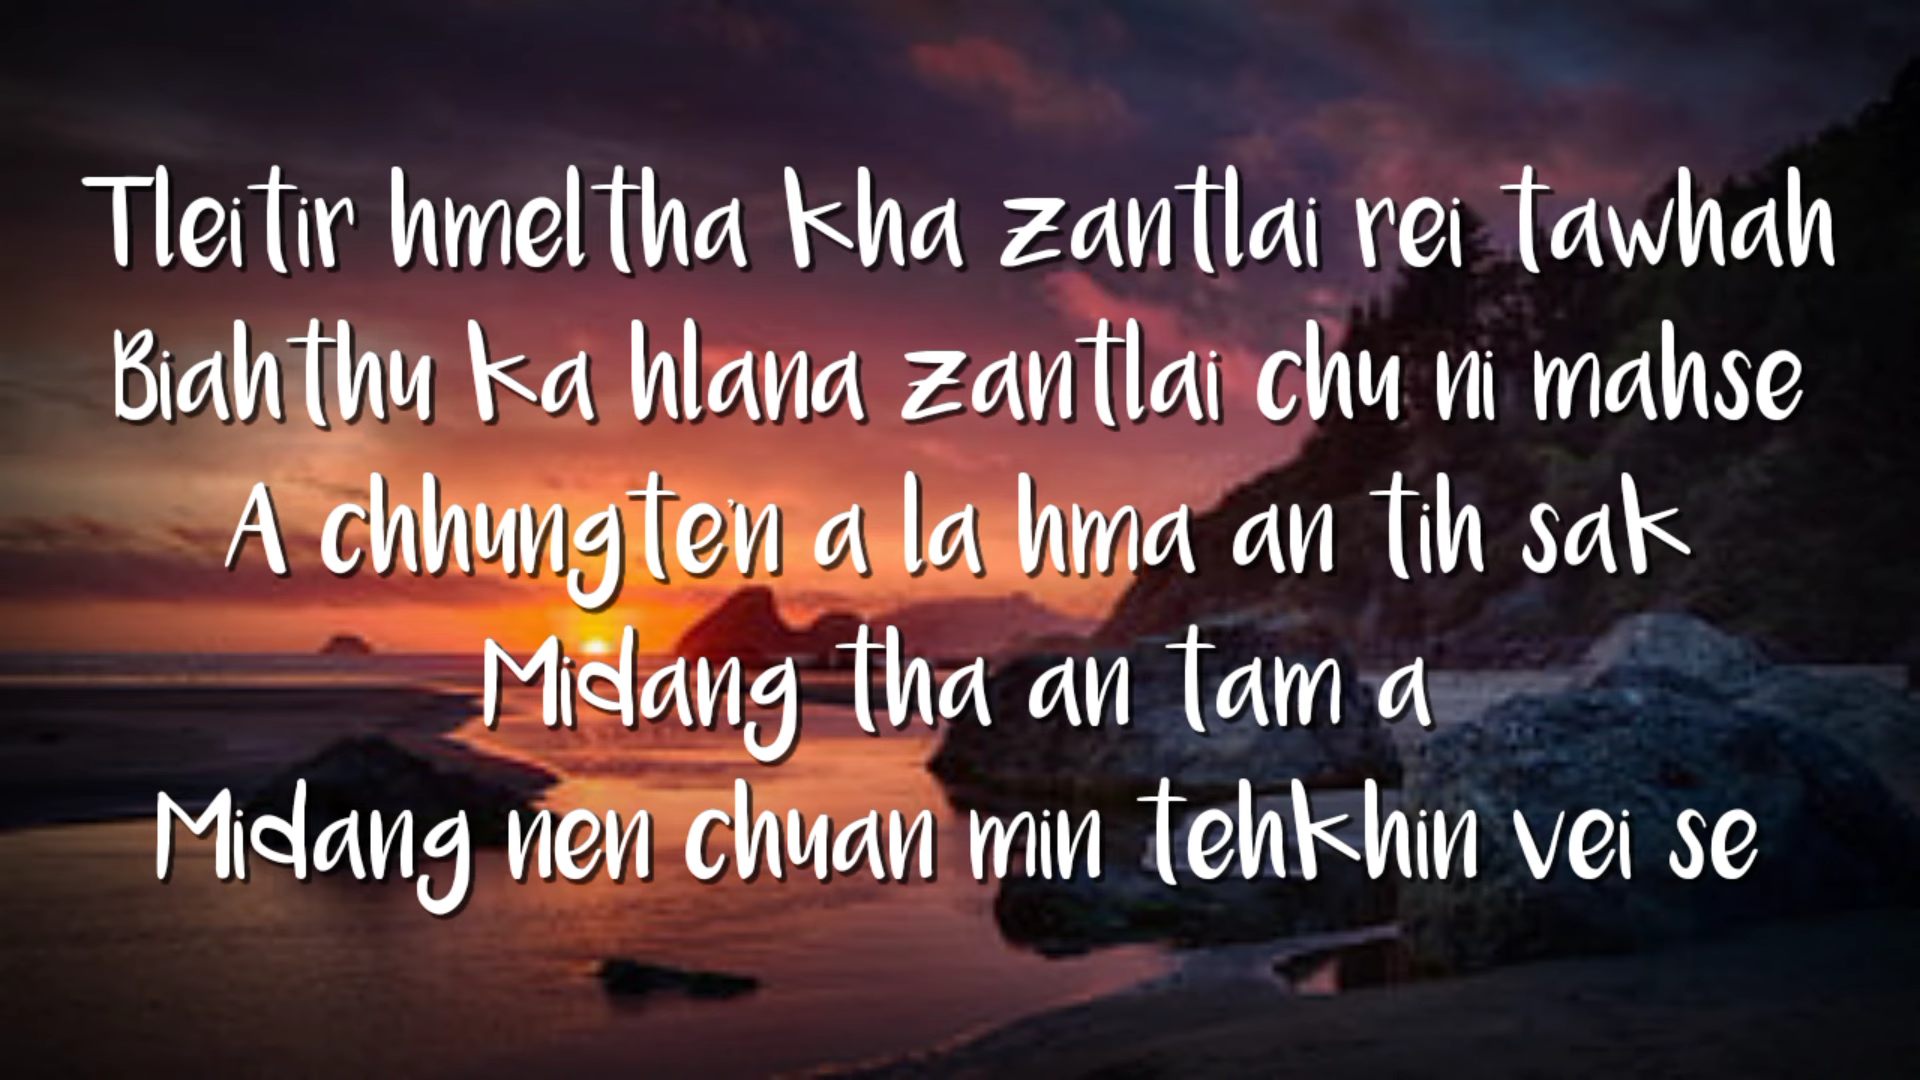 Tleitir hmeltha kha zantlai rei tawhah
Biahthu ka hlana zantlai chu ni mahse
A chhungte'n a la hma an tih sak
Midang tha an tam a
Midang nen chuan min tehkhin vei se